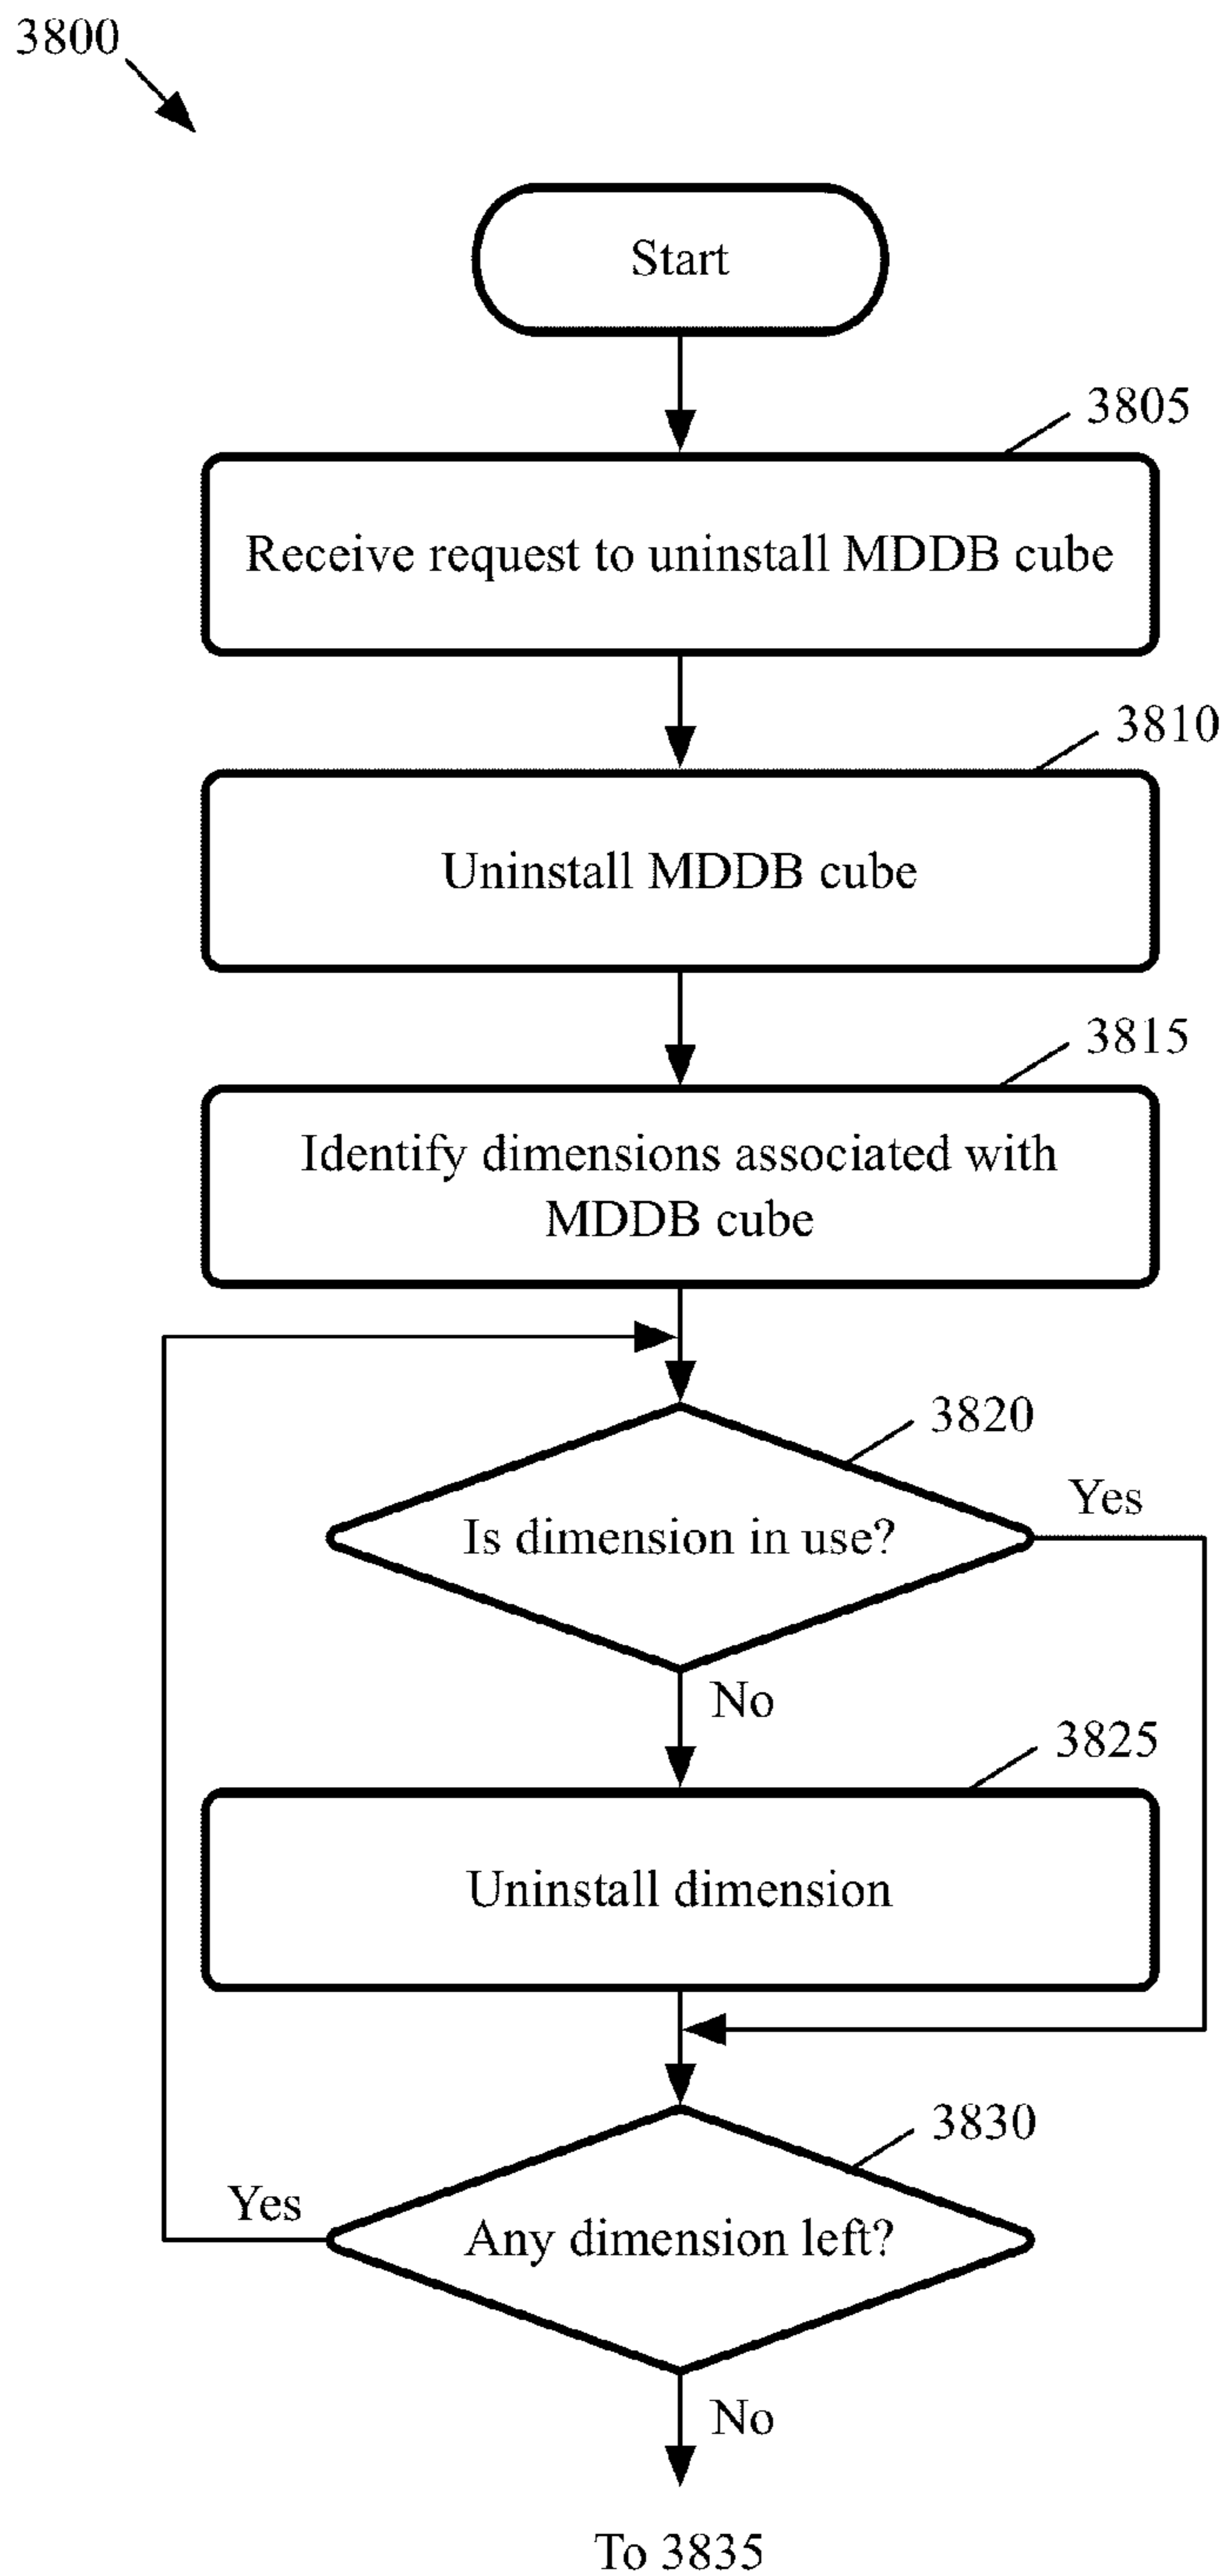 3800
Start
3805
Receive request to uninstall MDDB cube
3810
Uninstall MDDB cube
3815
Identify dimensions associated with
MDDB cube
3820
Yes
Is dimension in use?
No
3825
Uninstall dimension
3830
Yes
Any dimension left?
No
To 3835